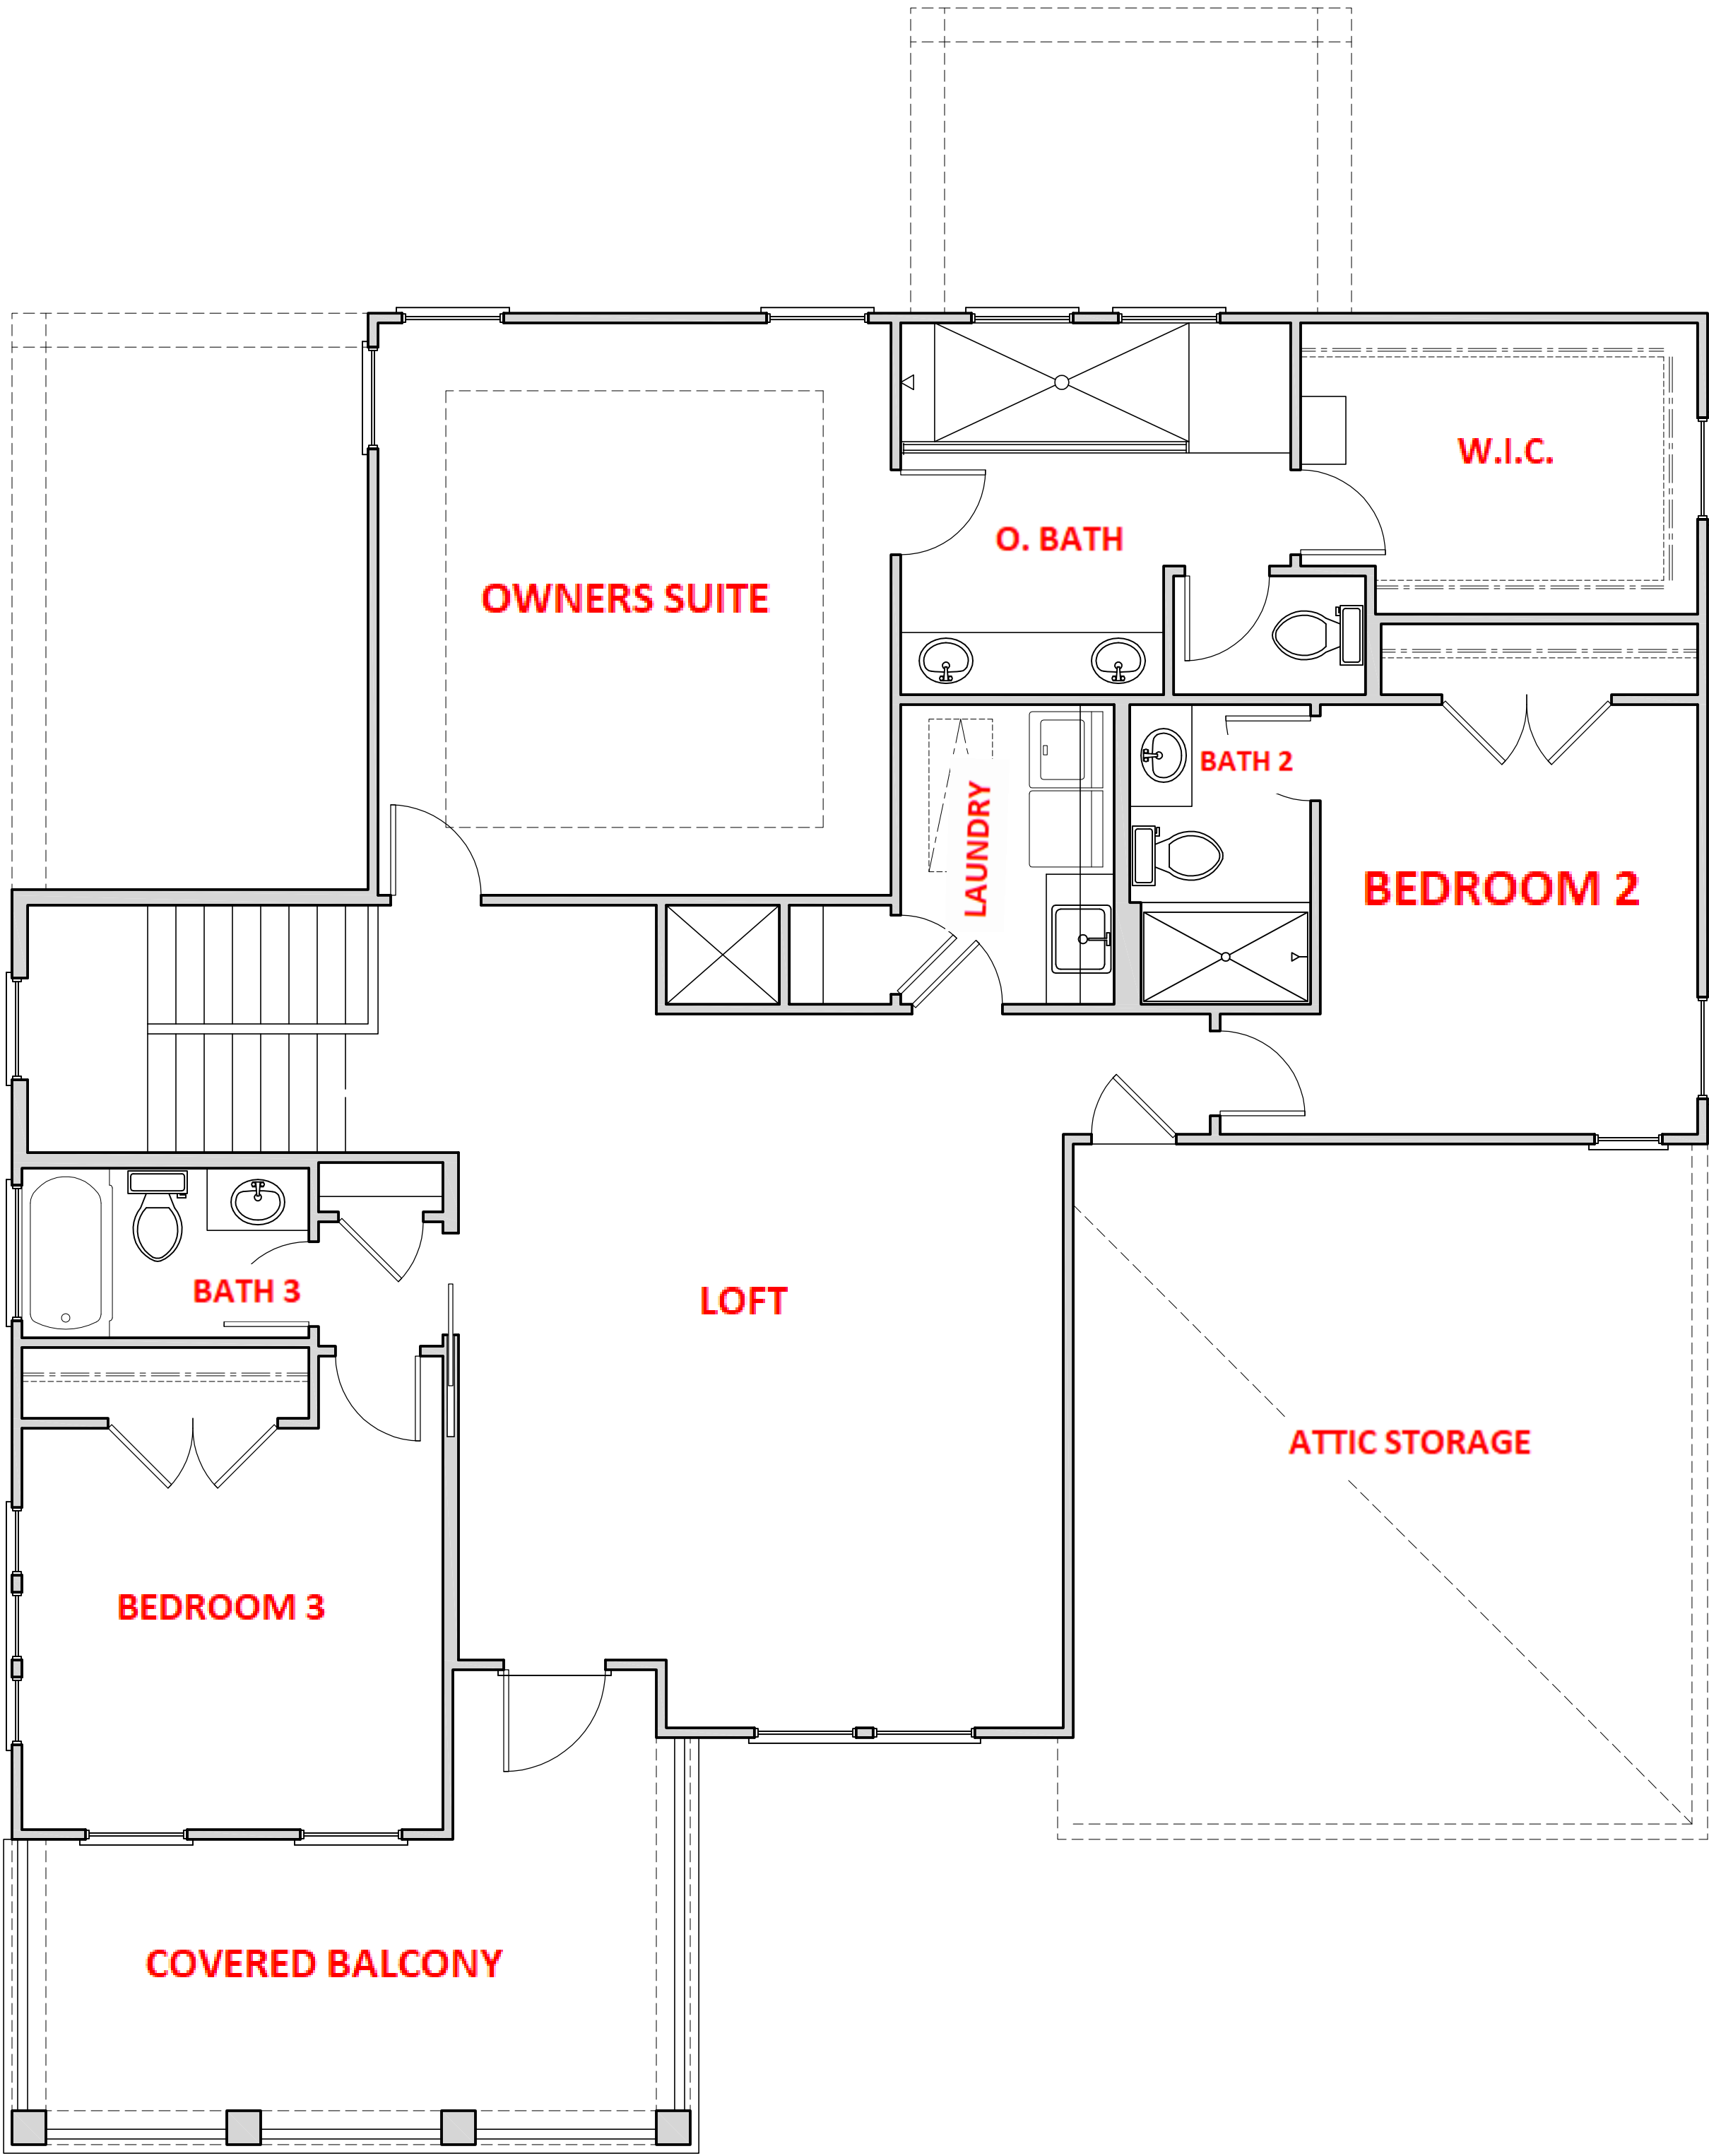 W.I.C.
O. BATH
OWNERS SUITE
BATH 2
LAUNDRY
BEDROOM 2
BATH 3
LOFT
ATTIC STORAGE
BEDROOM 3
COVERED BALCONY